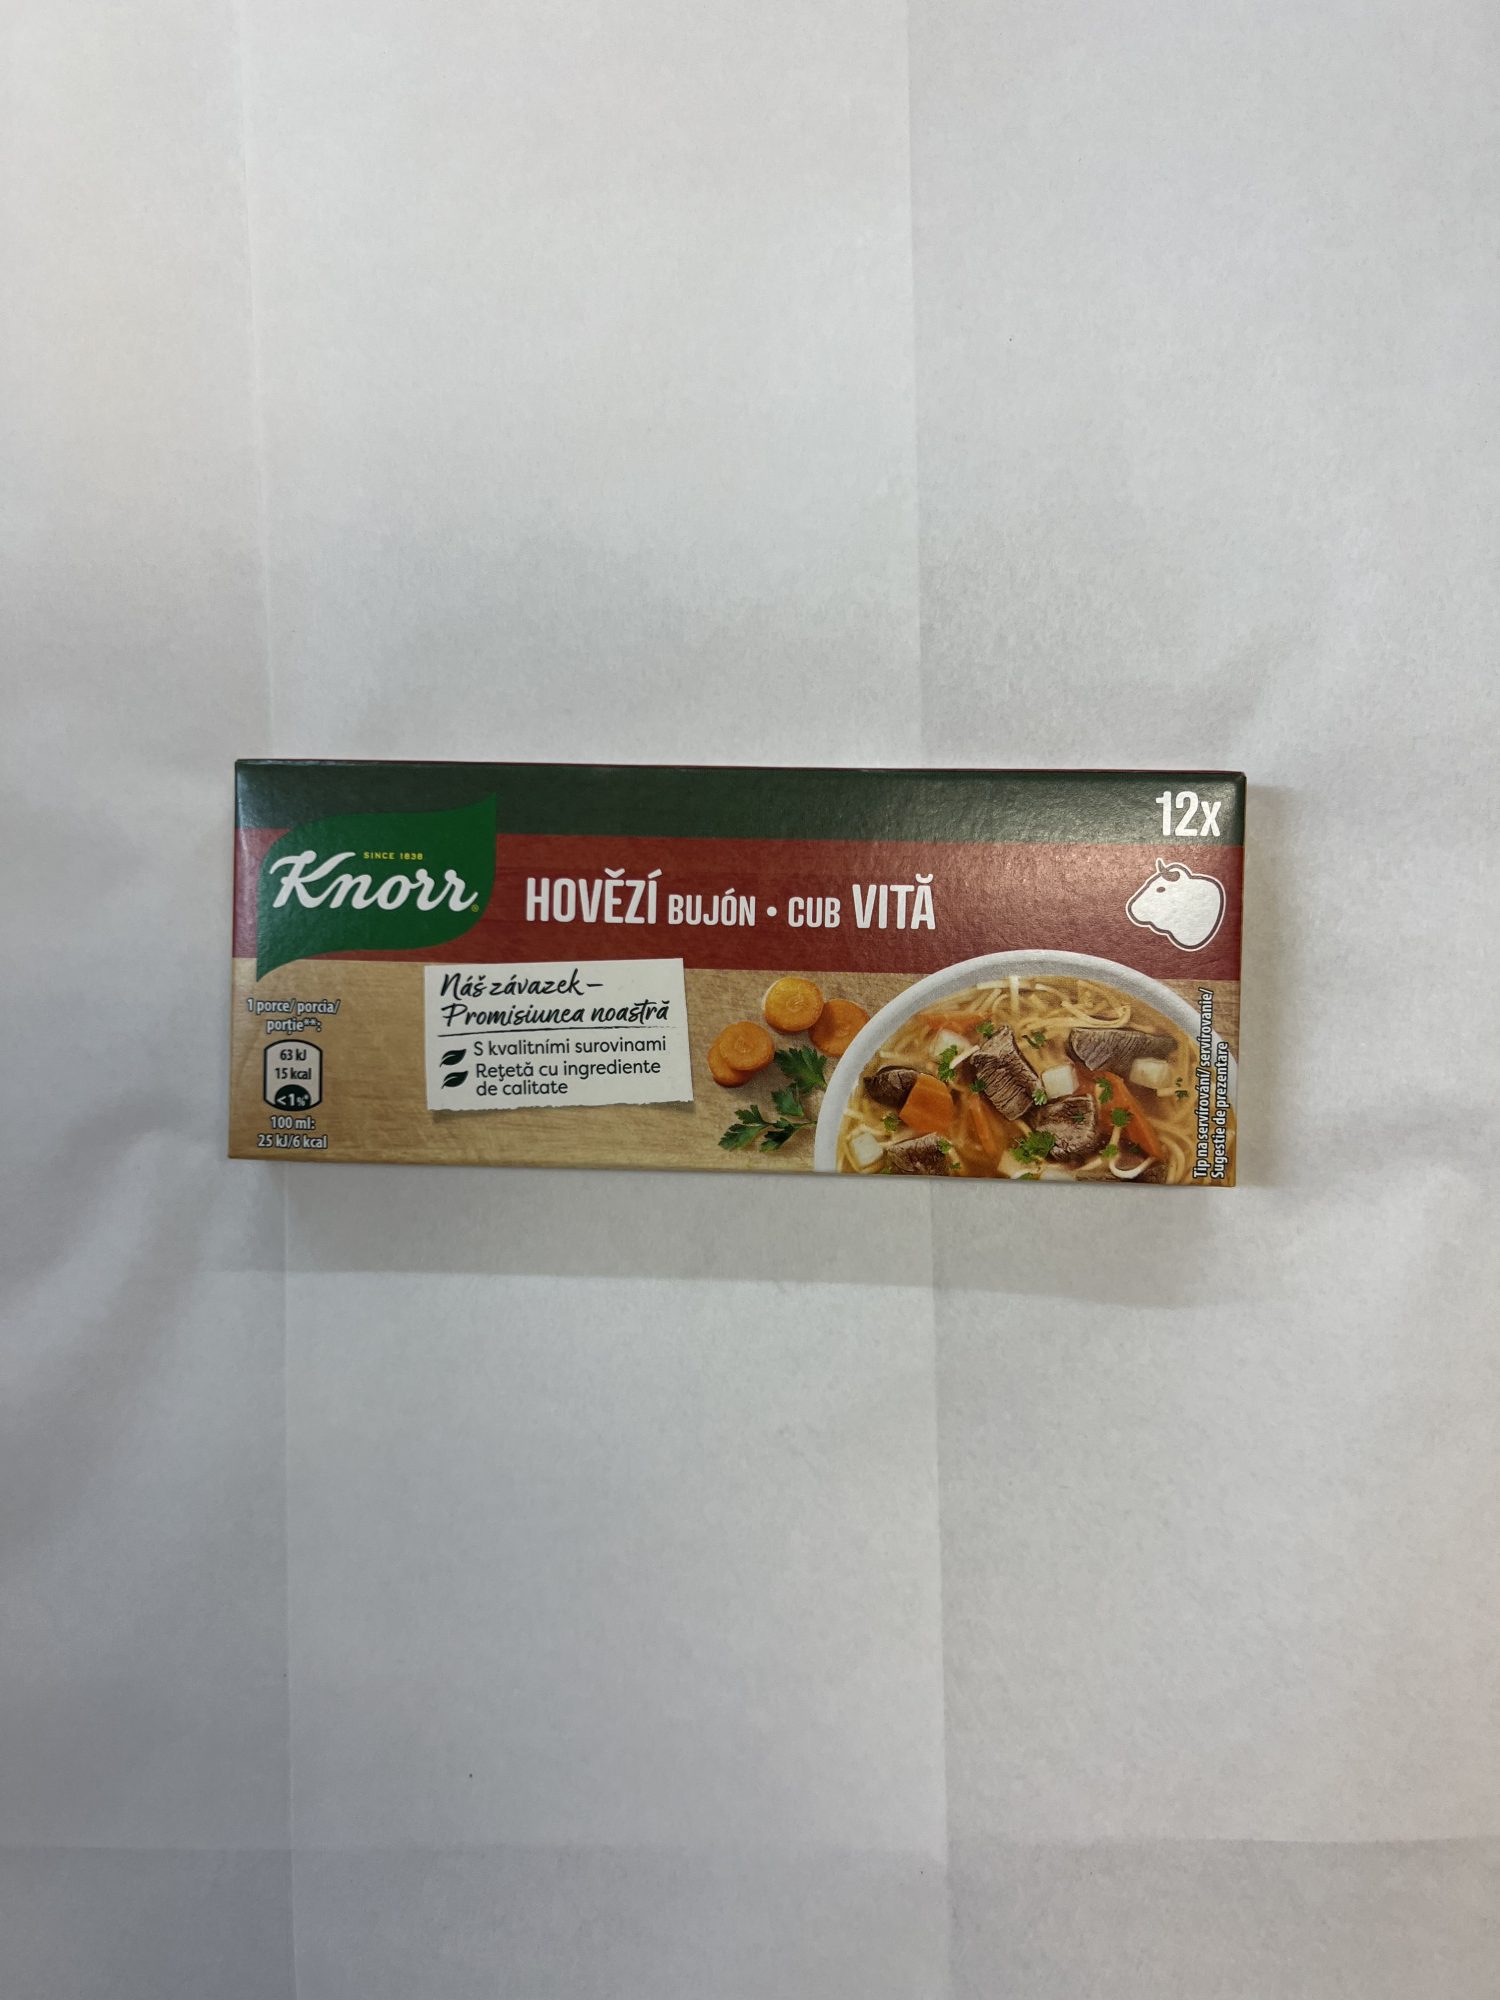 12x
SINCE 1838
Knorr®
HOVĚZÍ BUJÓN • CUB VITĂ
Náš závazek –
Promisiunea noastră
S kvalitními surovinami
Rețetă cu ingrediente
de calitate
1 porce/porcia/
porție**:
63 kJ
15 kcal
<1%*
100 ml:
25 kJ/6 kcal
Tip na servírování/servírovanie/
Sugestie de prezentare